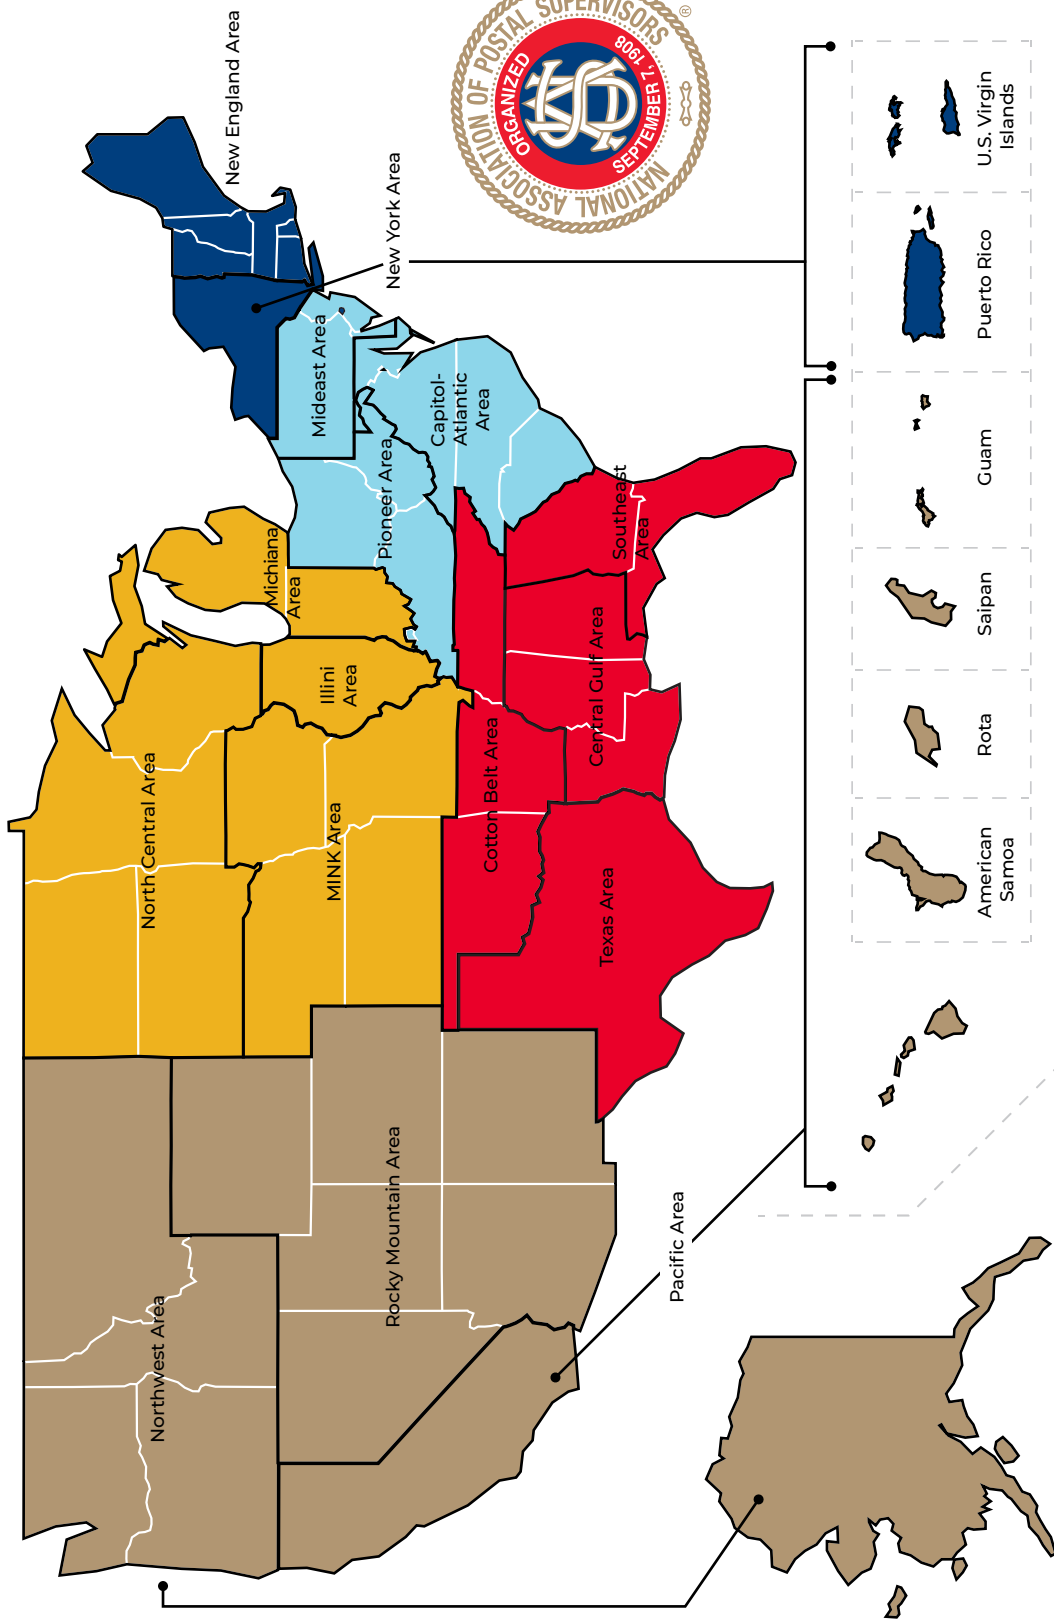 New England Area
New York Area
NATIONAL ASSOCIATION OF POSTAL SUPERVISORS
ORGANIZED
SEPTEMBER 7, 1908
®
Mideast Area
Capitol-
Atlantic
Area
Pioneer Area
Michiana
Area
Illini
Area
Southeast
Area
Central Gulf Area
Cotton Belt Area
North Central Area
MINK Area
Texas Area
Rocky Mountain Area
Northwest Area
Pacific Area
American
Samoa
Rota
Saipan
Guam
Puerto Rico
U.S. Virgin
Islands